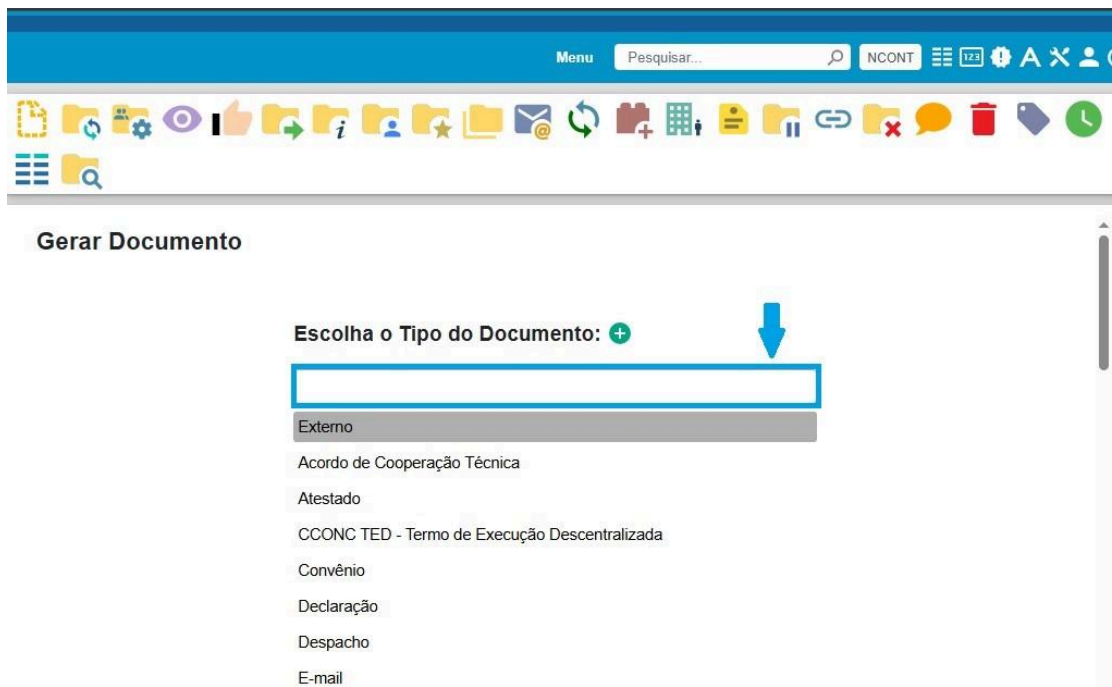 Menu Pesquisar... NCONT 123
Gerar Documento
Escolha o Tipo do Documento:
Externo
Acordo de Cooperação Técnica
Atestado
CCONC TED - Termo de Execução Descentralizada
Convênio
Declaração
Despacho
E-mail